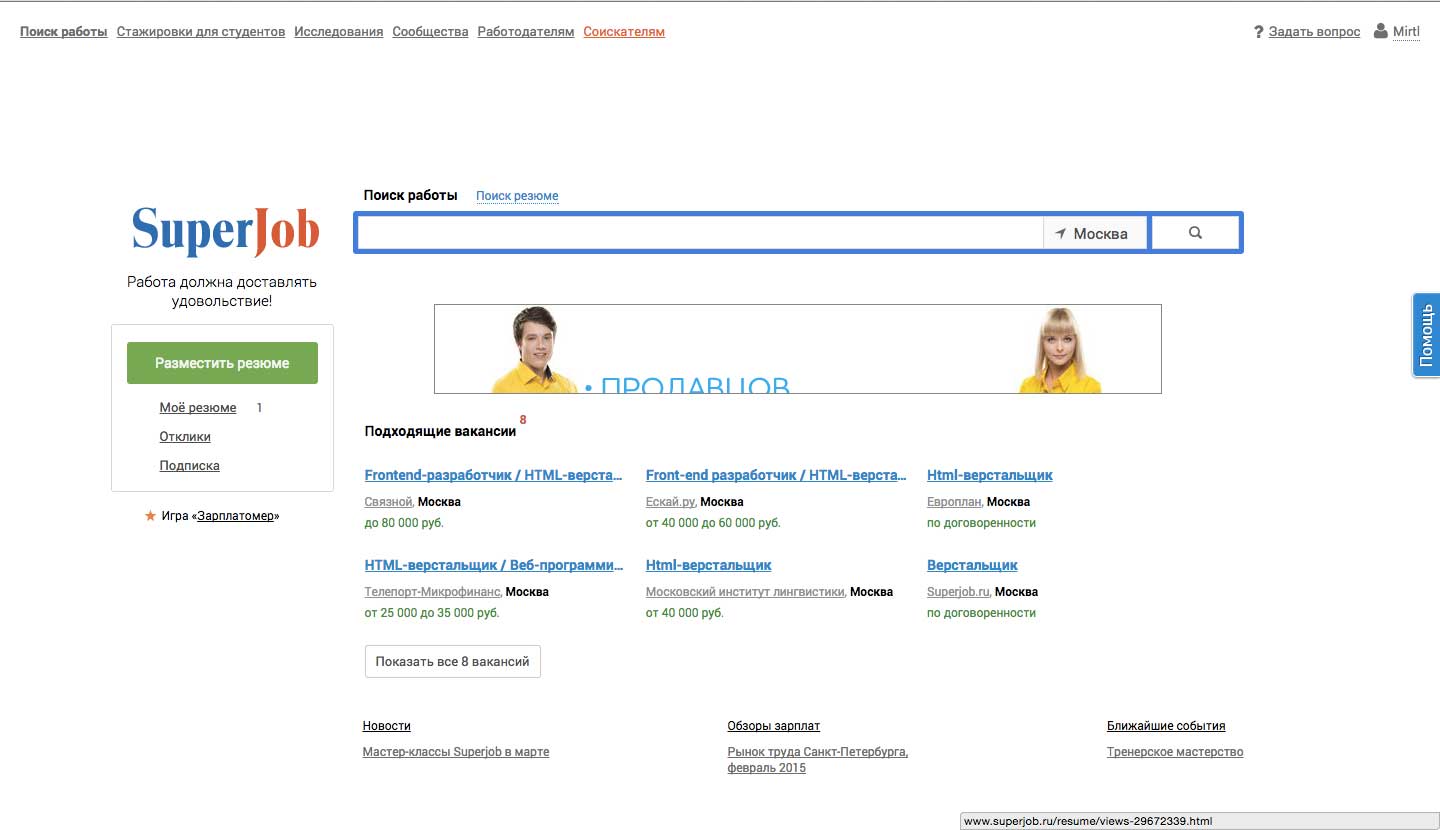 Поиск работы Стажировки для студентов Исследования Сообщества Работодателям Соискателям
? Задать вопрос Mirtl
Поиск работы Поиск резюме
SuperJob
Москва
Работа должна доставлять
удовольствие!
Разместить резюме
Моё резюме 1
Отклики
Подписка
Игра «Зарплатомер»
• ПРОДАВЦОВ
Помощь
Подходящие вакансии 8
Frontend-разработчик / HTML-верста...
Связной, Москва
до 80 000 руб.
Front-end разработчик / HTML-верста...
Ескай.ру, Москва
от 40 000 до 60 000 руб.
Html-верстальщик
Европлан, Москва
по договоренности
HTML-верстальщик / Веб-программи...
Телепорт-Микрофинанс, Москва
от 25 000 до 35 000 руб.
Html-верстальщик
Московский институт лингвистики, Москва
от 40 000 руб.
Верстальщик
Superjob.ru, Москва
по договоренности
Показать все 8 вакансий
Новости
Мастер-классы Superjob в марте
Обзоры зарплат
Рынок труда Санкт-Петербурга,
февраль 2015
Ближайшие события
Тренерское мастерство
www.superjob.ru/resume/views-29672339.html